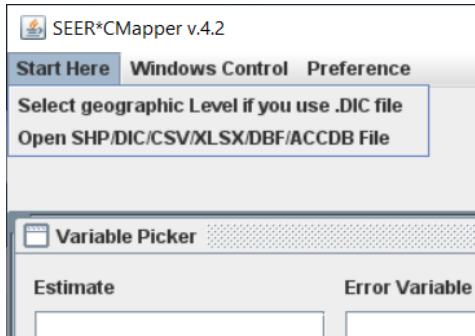 SEER*CMapper v.4.2
Start Here Windows Control Preference
Select geographic Level if you use .DIC file
Open SHP/DIC/CSV/XLSX/DBF/ACCDB File
Variable Picker
Estimate Error Variable